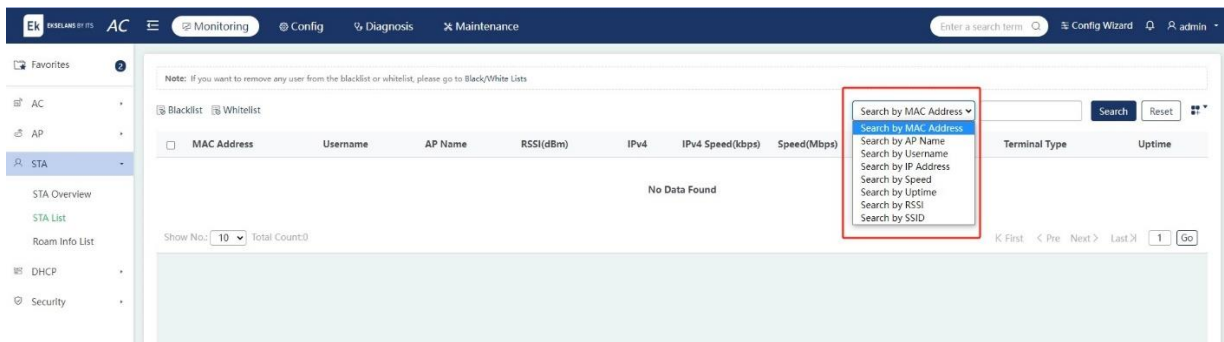 Ek EKSELANS BY ITS AC Monitoring Config Diagnosis Maintenance Enter a search term Config Wizard admin
Favorites 2
Note: If you want to remove any user from the blacklist or whitelist, please go to Black/White Lists
AC
Blacklist Whitelist Search by MAC Address Search Reset
Search by MAC Address
Search by AP Name
Search by Username
Search by IP Address
Search by Speed
Search by Uptime
Search by RSSI
Search by SSID
AP
MAC Address Username AP Name RSSI(dBm) IPv4 IPv4 Speed(kbps) Speed(Mbps) Terminal Type Uptime
STA
No Data Found
STA Overview
STA List
Roam Info List
Show No.: 10 Total Count:0 First Pre Next Last 1 Go
DHCP
Security